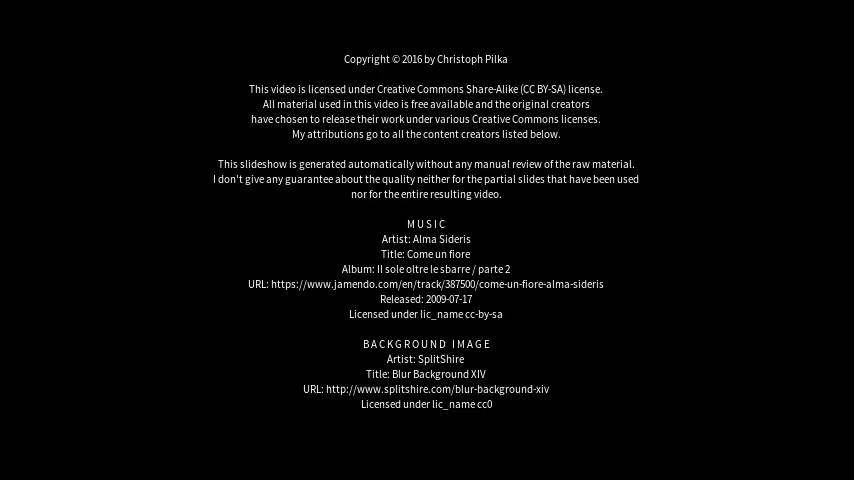 Copyright © 2016 by Christoph Pilka
This video is licensed under Creative Commons Share-Alike (CC BY-SA) license.
All material used in this video is free available and the original creators
have chosen to release their work under various Creative Commons licenses.
My attributions go to all the content creators listed below.
This slideshow is generated automatically without any manual review of the raw material.
I don't give any guarantee about the quality neither for the partial slides that have been used
nor for the entire resulting video.
MUSIC
Artist: Alma Sideris
Title: Come un fiore
Album: Il sole oltre le sbarre / parte 2
URL: https://www.jamendo.com/en/track/387500/come-un-fiore-alma-sideris
Released: 2009-07-17
Licensed under lic_name cc-by-sa
BACKGROUND IMAGE
Artist: SplitShire
Title: Blur Background XIV
URL: http://www.splitshire.com/blur-background-xiv
Licensed under lic_name cc0